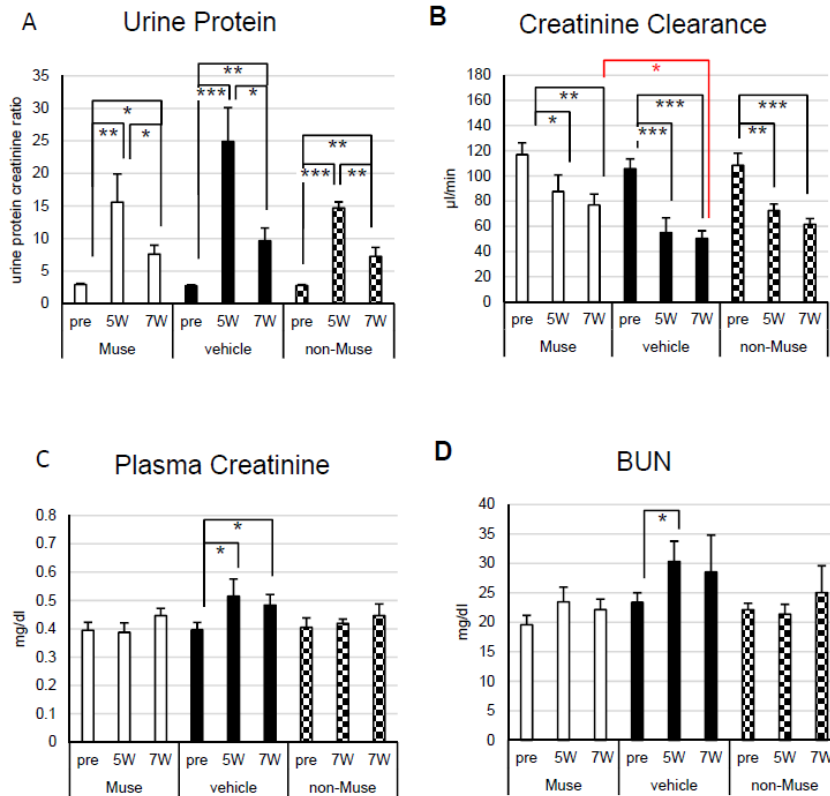 A
Urine Protein
urine protein creatinine ratio
35
30
25
20
15
10
5
0
*
** *
**
*** *
**
*** **
pre 5W 7W pre 5W 7W pre 5W 7W
Muse vehicle non-Muse
B
Creatinine Clearance
µl/min
180
160
140
120
100
80
60
40
20
0
*
**
*
***
***
***
**
pre 5W 7W pre 5W 7W pre 5W 7W
Muse vehicle non-Muse
C
Plasma Creatinine
mg/dl
0.8
0.7
0.6
0.5
0.4
0.3
0.2
0.1
0
*
*
pre 5W 7W pre 5W 7W pre 5W 7W
Muse vehicle non-Muse
D
BUN
mg/dl
40
35
30
25
20
15
10
5
0
*
pre 5W 7W pre 5W 7W pre 5W 7W
Muse vehicle non-Muse